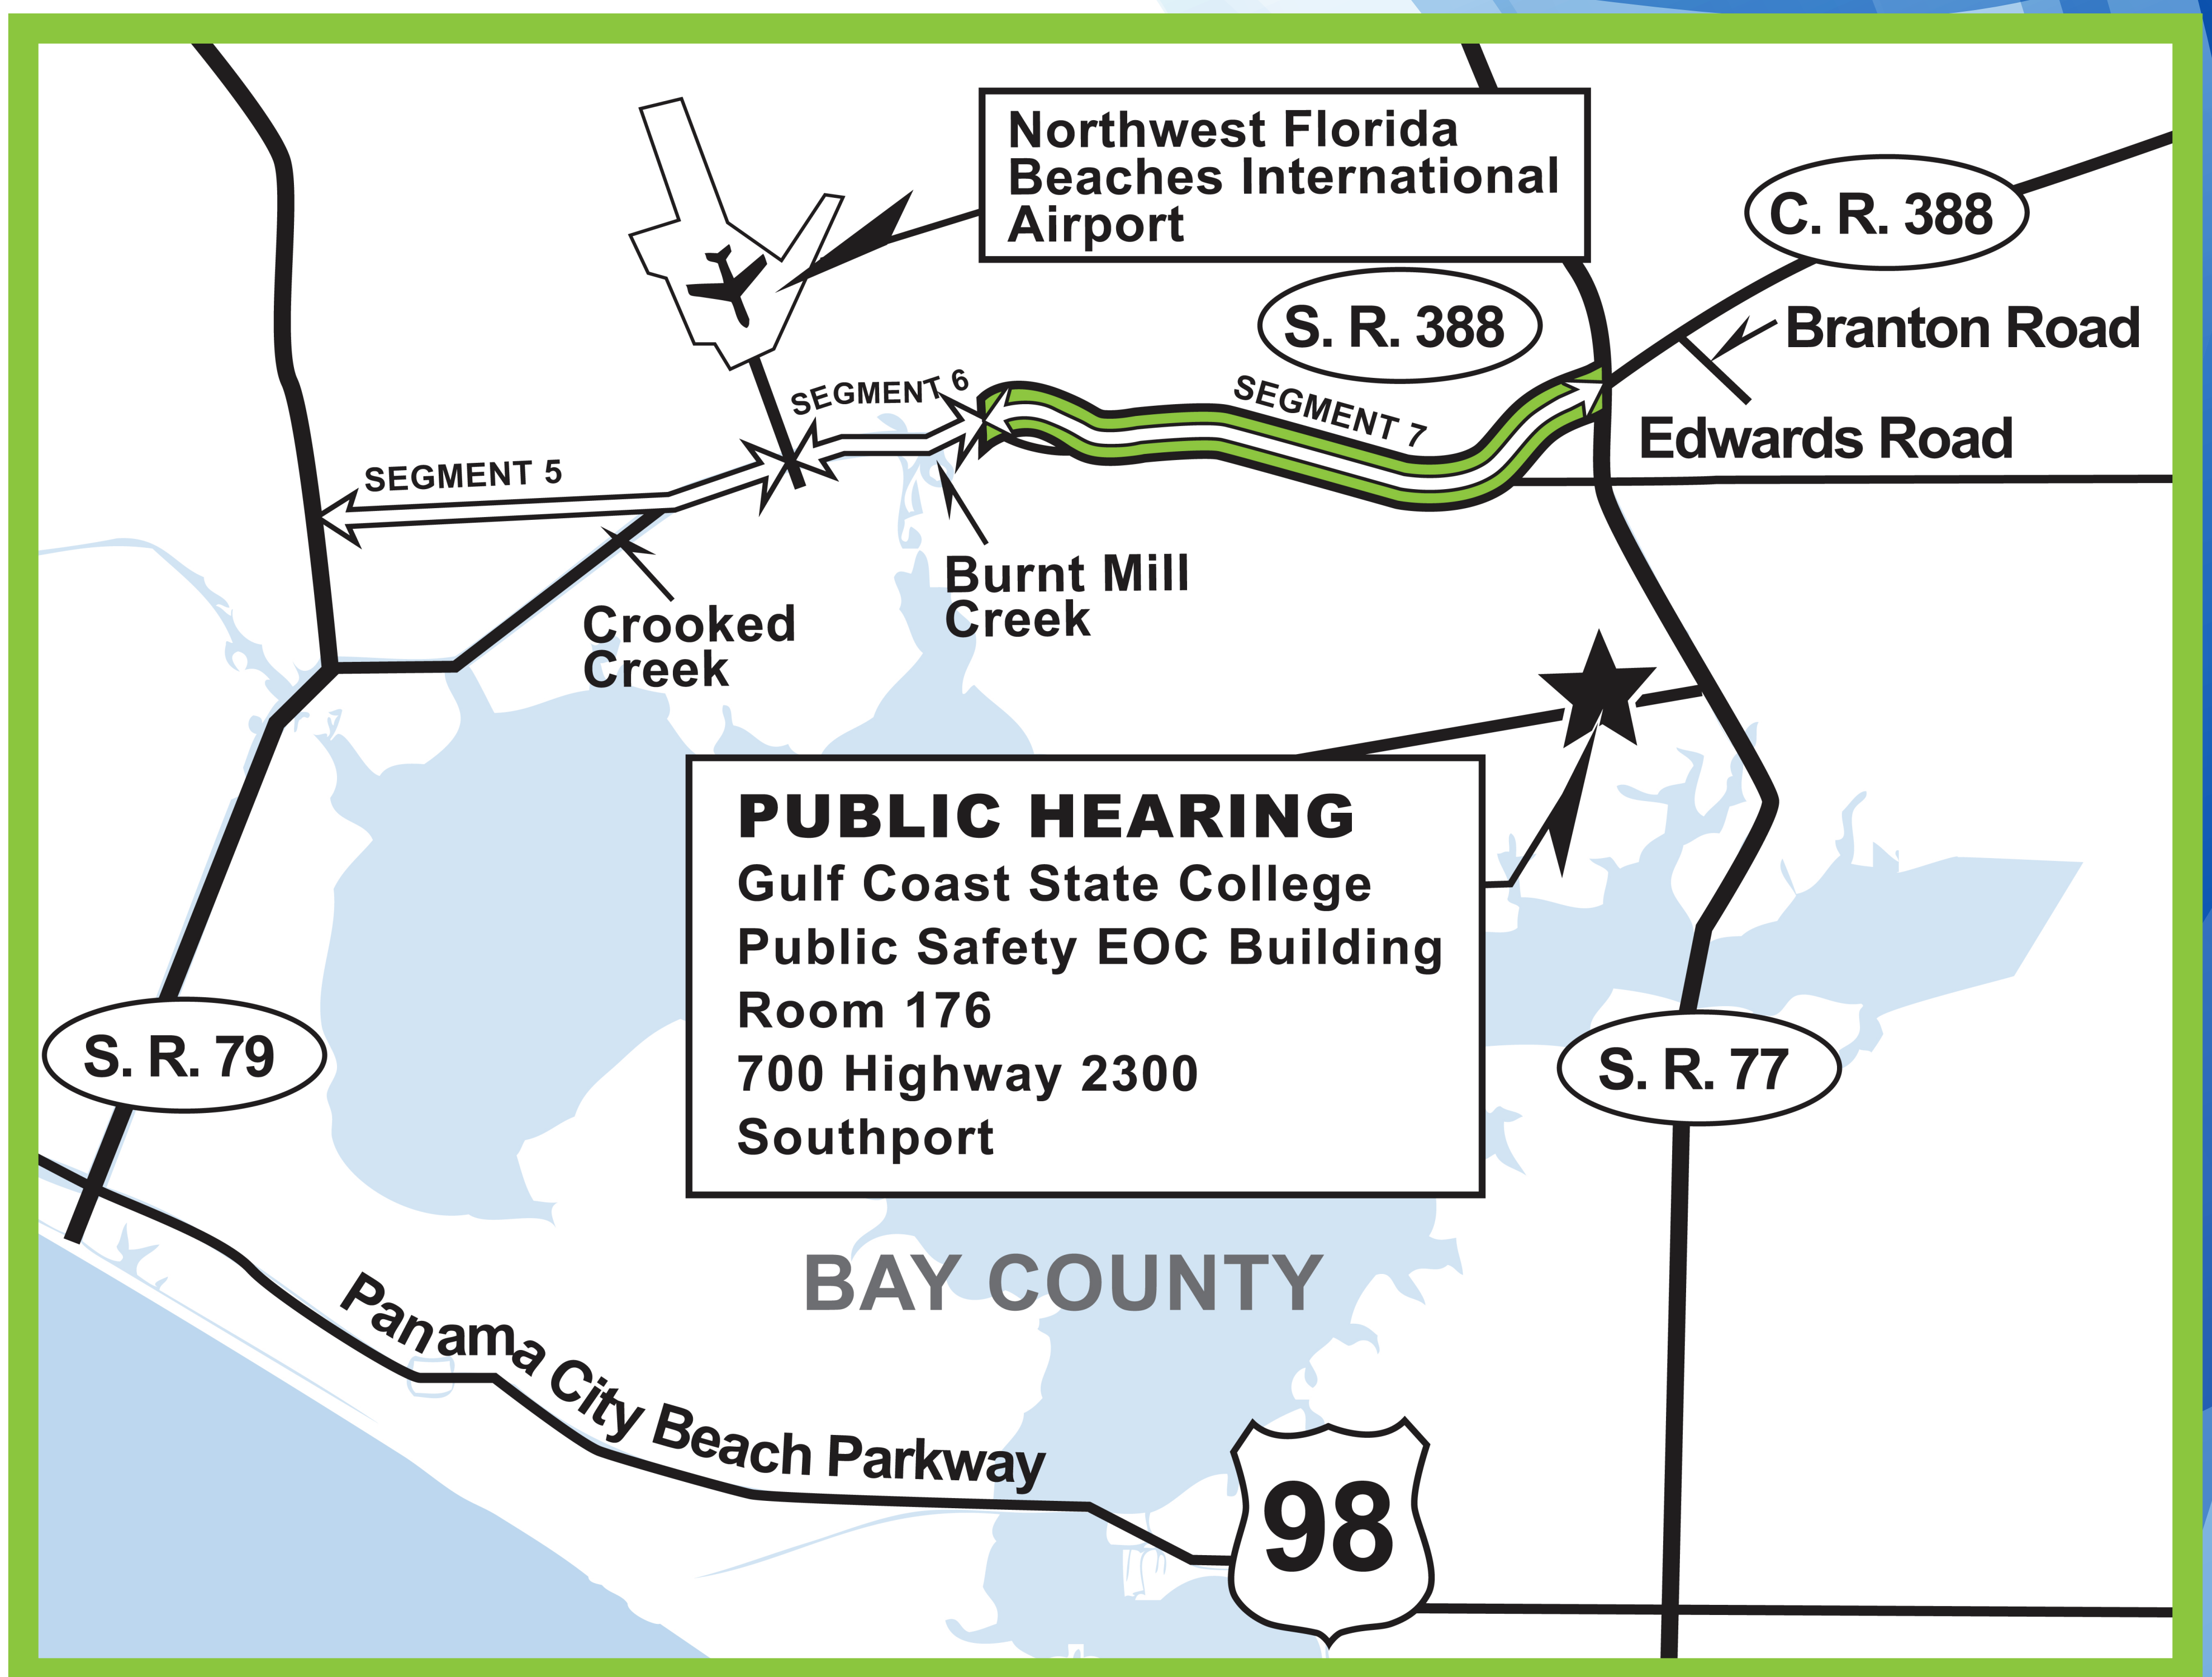 Northwest Florida
Beaches International
Airport
C. R. 388
S. R. 388
Branton Road
SEGMENT 6
SEGMENT 7
Edwards Road
SEGMENT 5
Burnt Mill
Creek
Crooked
Creek
PUBLIC HEARING
Gulf Coast State College
Public Safety EOC Building
Room 176
700 Highway 2300
Southport
S. R. 79
S. R. 77
BAY COUNTY
Panama City Beach Parkway
98